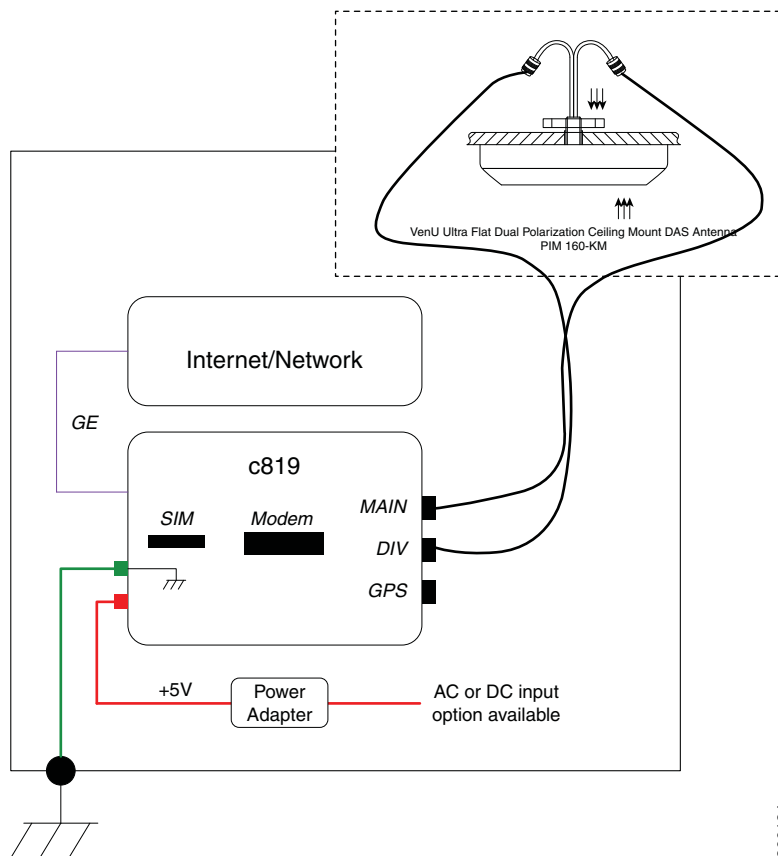 VenU Ultra Flat Dual Polarization Ceiling Mount DAS Antenna
PIM 160-KM
Internet/Network
GE
c819
SIM
Modem
MAIN
DIV
GPS
+5V
Power
Adapter
AC or DC input
option available